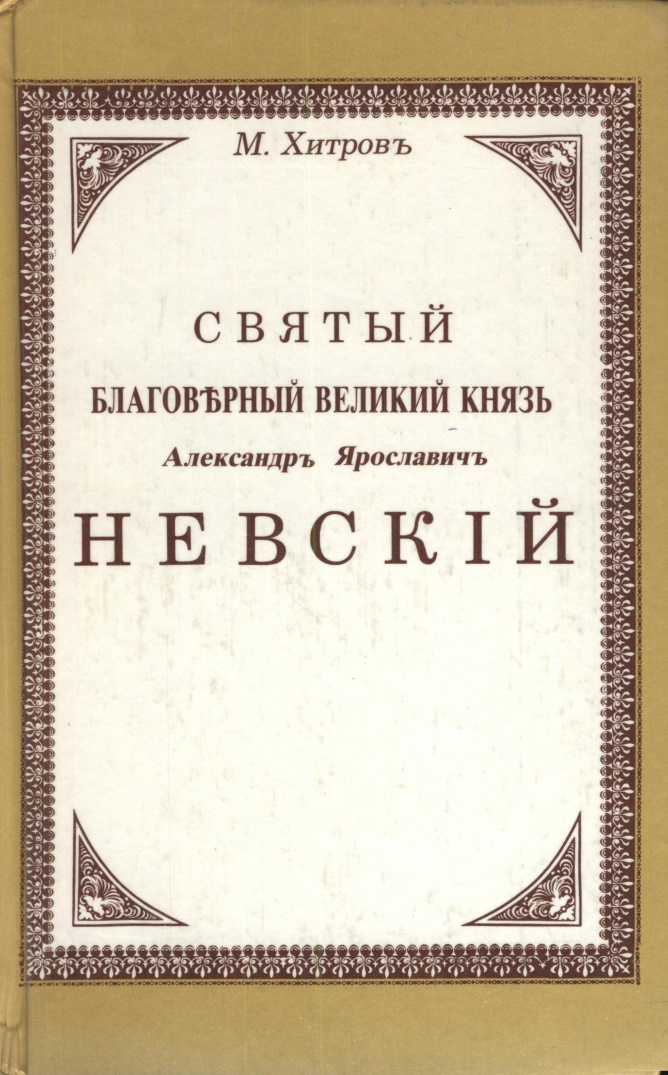 М. Хитровъ
СВЯТЫЙ
БЛАГОВѢРНЫЙ ВЕЛИКИЙ КНЯЗЬ
Александръ Ярославичъ
НЕВСКІЙ